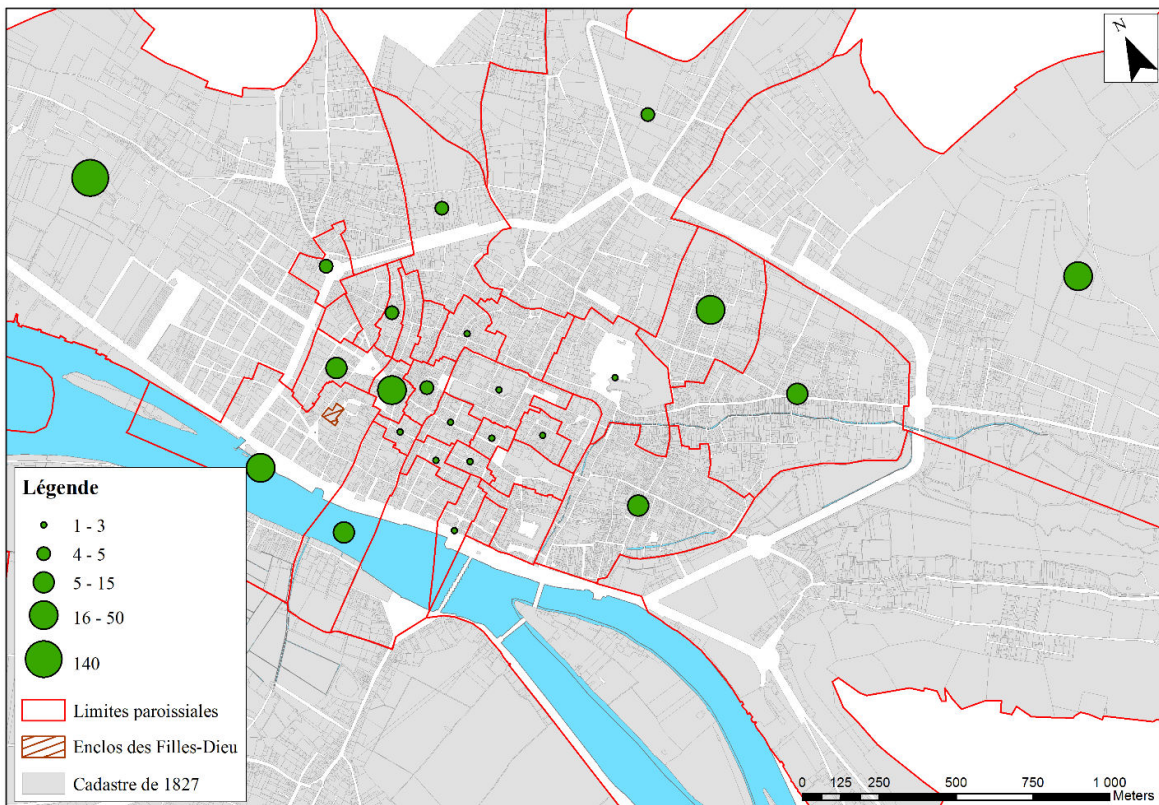 N
Légende
1 - 3
4 - 5
5 - 15
16 - 50
140
Limites paroissiales
Enclos des Filles-Dieu
Cadastre de 1827
0 125 250 500 750 1 000
Meters